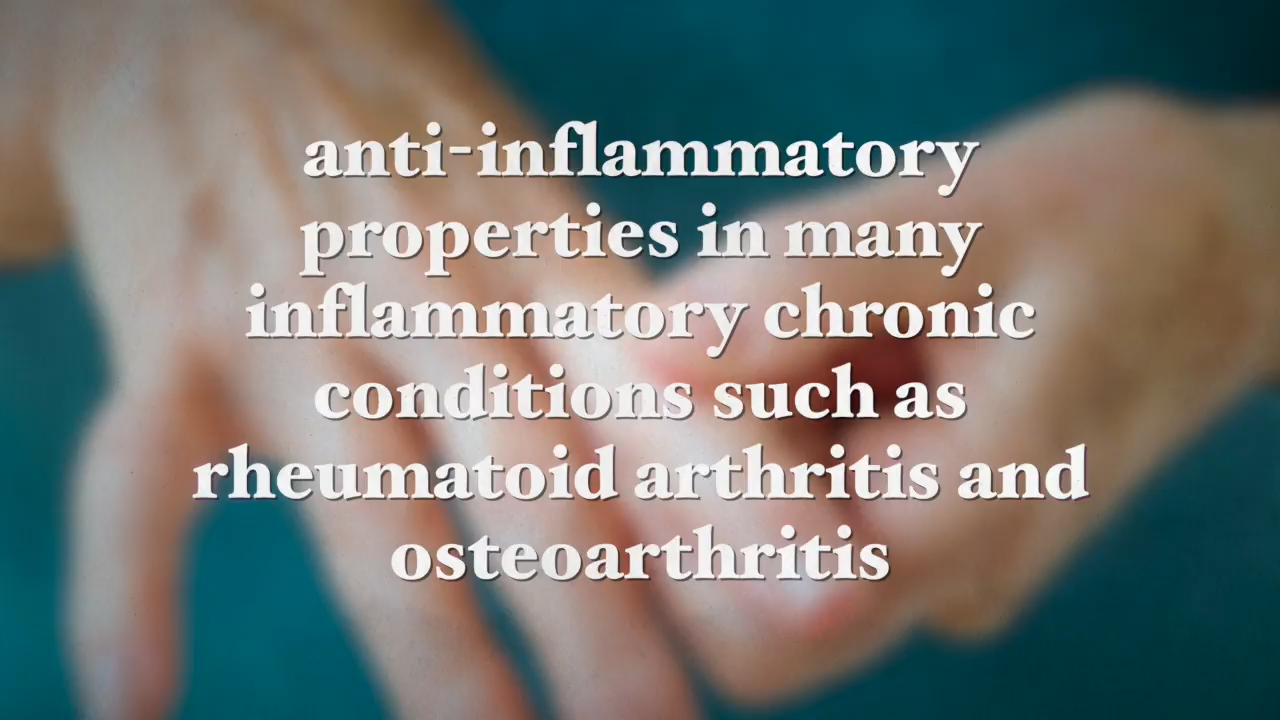 anti-inflammatory
properties in many
inflammatory chronic
conditions such as
rheumatoid arthritis and
osteoarthritis